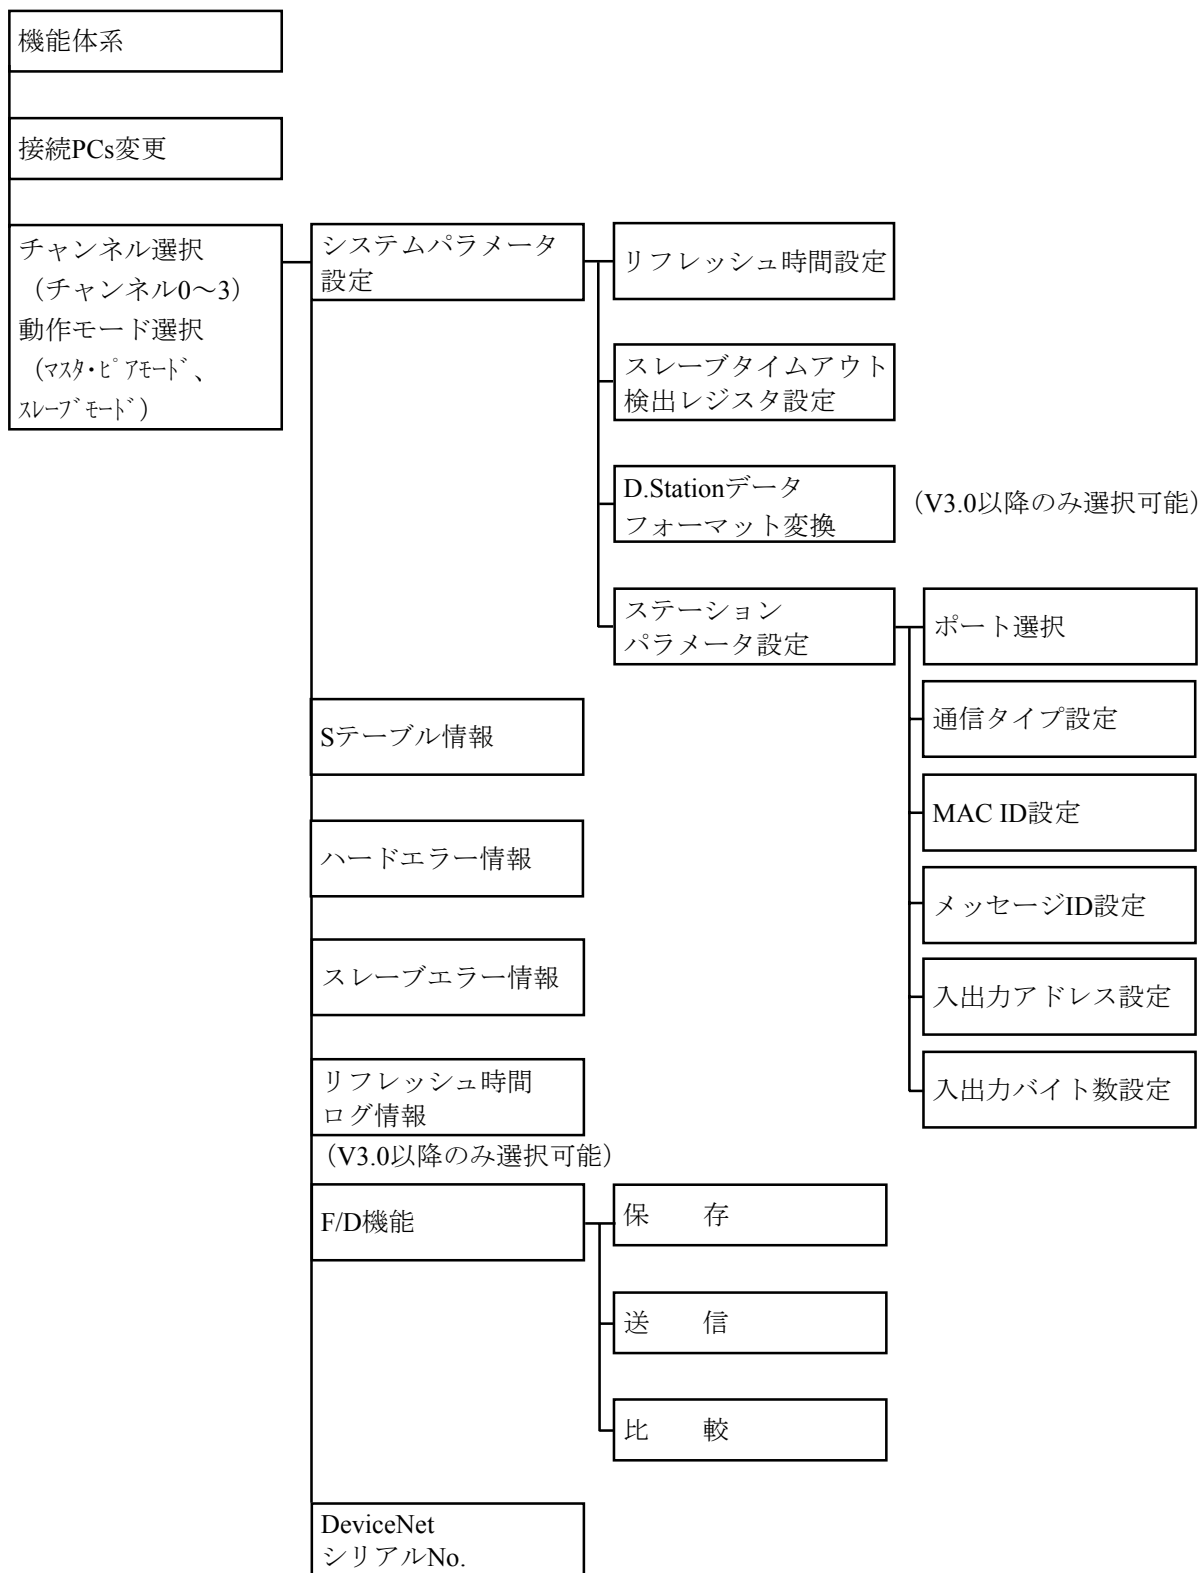 機能体系
接続PCs変更
チャンネル選択
（チャンネル0～3）
動作モード選択
（ﾏｽﾀ･ﾋﾟｱﾓｰﾄﾞ、
ｽﾚｰﾌﾞﾓｰﾄﾞ）
システムパラメータ
設定
リフレッシュ時間設定
スレーブタイムアウト
検出レジスタ設定
D.Stationデータ
フォーマット変換
（V3.0以降のみ選択可能）
ステーション
パラメータ設定
ポート選択
通信タイプ設定
MAC ID設定
メッセージID設定
入出力アドレス設定
入出力バイト数設定
Sテーブル情報
ハードエラー情報
スレーブエラー情報
リフレッシュ時間
ログ情報
（V3.0以降のみ選択可能）
F/D機能
保　　存
送　　信
比　　較
DeviceNet
シリアルNo.